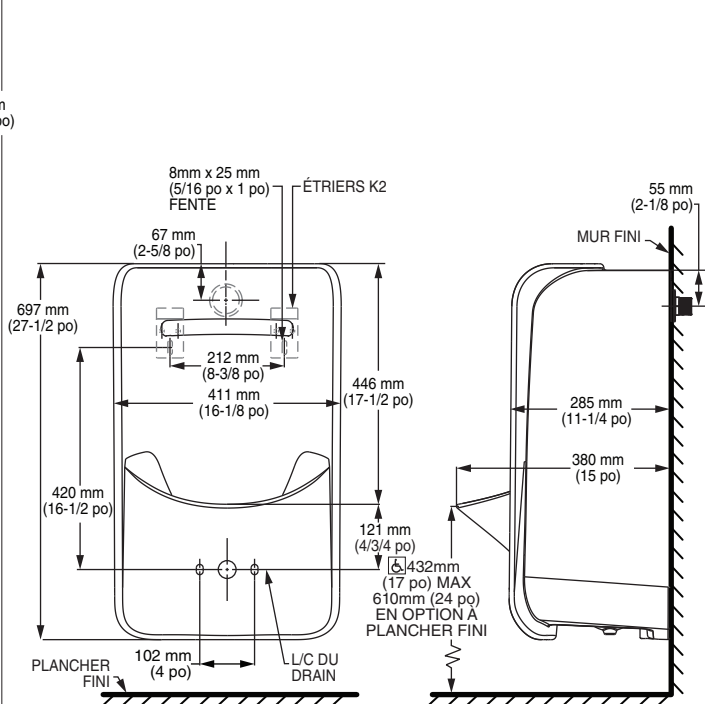 m
po)
8mm x 25 mm
(5/16 po x 1 po)
FENTE
ÉTRIERS K2
67 mm
(2-5/8 po)
55 mm
(2-1/8 po)
MUR FINI
697 mm
(27-1/2 po)
212 mm
(8-3/8 po)
411 mm
(16-1/8 po)
446 mm
(17-1/2 po)
285 mm
(11-1/4 po)
380 mm
(15 po)
420 mm
(16-1/2 po)
121 mm
(4/3/4 po)
432mm
(17 po) MAX
610mm (24 po)
EN OPTION À
PLANCHER FINI
102 mm
(4 po)
L/C DU
DRAIN
PLANCHER
FINI